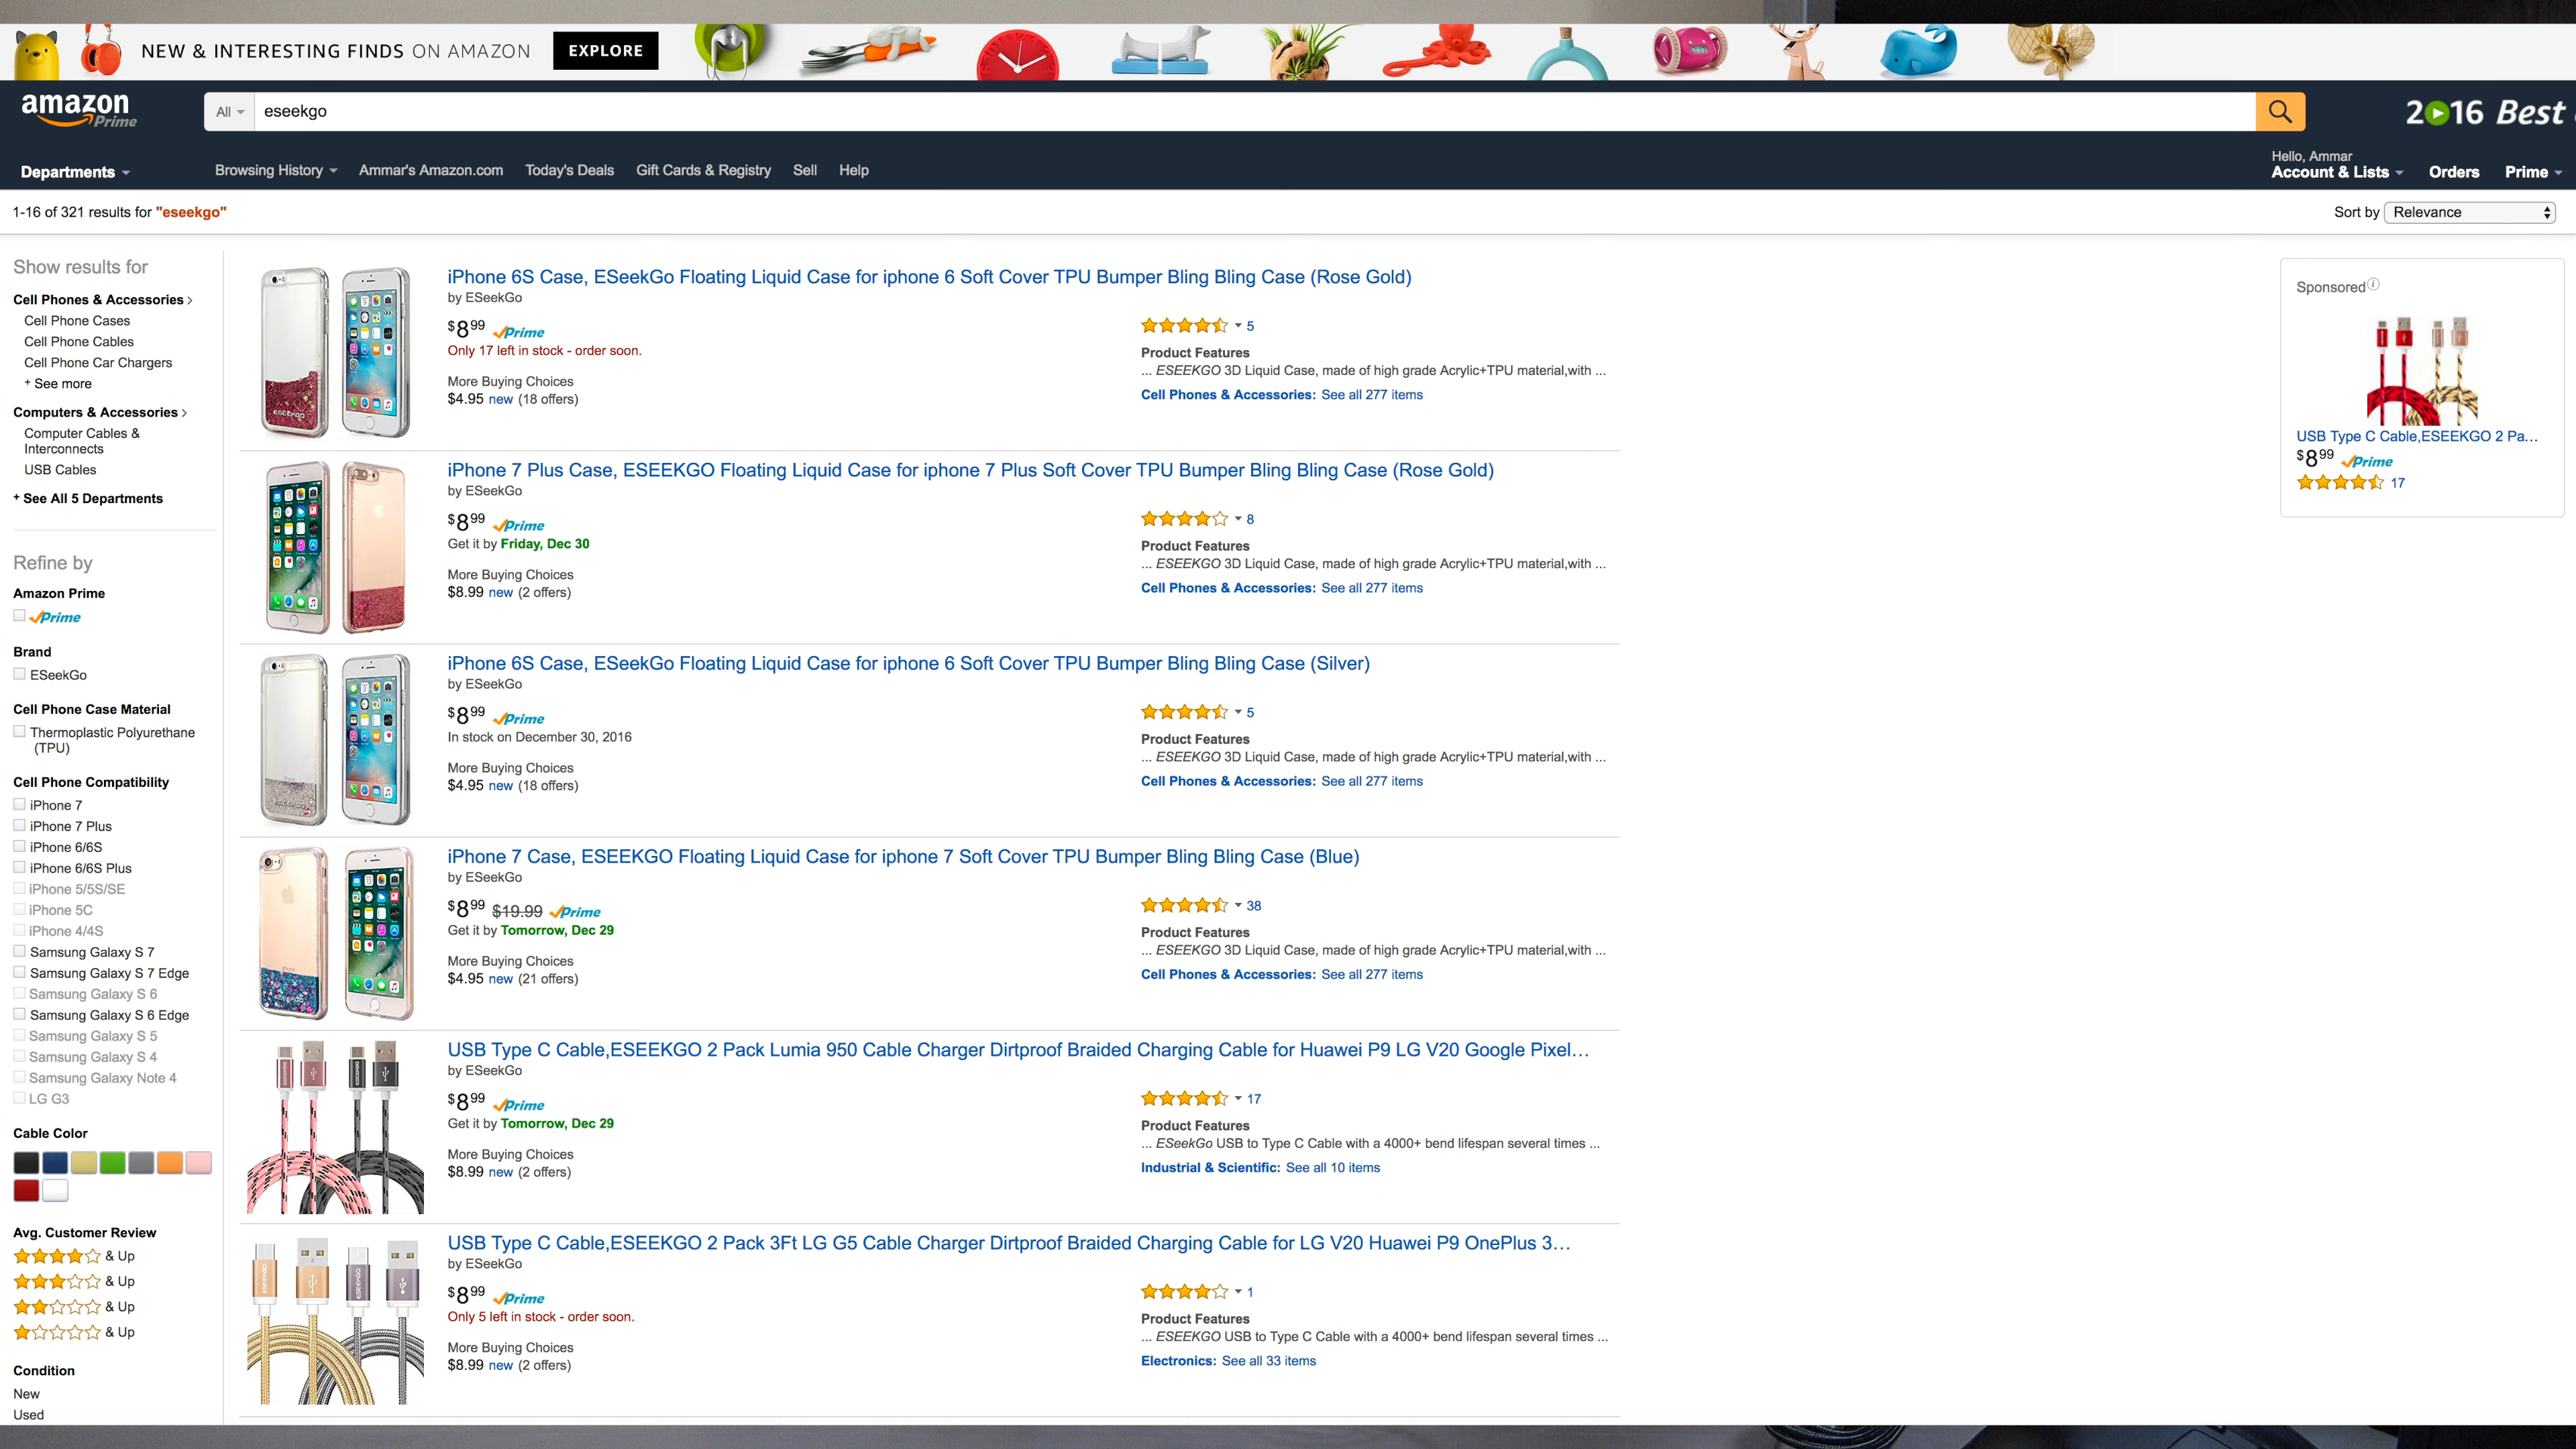 NEW & INTERESTING FINDS ON AMAZON EXPLORE
amazon Prime
All eseekgo
2016 Best
Departments Browsing History Ammar's Amazon.com Today's Deals Gift Cards & Registry Sell Help
Hello, Ammar
Account & Lists Orders Prime
1-16 of 321 results for "eseekgo"
Sort by Relevance
Show results for
Cell Phones & Accessories
Cell Phone Cases
Cell Phone Cables
Cell Phone Car Chargers
+ See more
Computers & Accessories
Computer Cables &
Interconnects
USB Cables
+ See All 5 Departments
Refine by
Amazon Prime
Prime
Brand
ESeekGo
Cell Phone Case Material
Thermoplastic Polyurethane
(TPU)
Cell Phone Compatibility
iPhone 7
iPhone 7 Plus
iPhone 6/6S
iPhone 6/6S Plus
iPhone 5/5S/SE
iPhone 5C
iPhone 4/4S
Samsung Galaxy S 7
Samsung Galaxy S 7 Edge
Samsung Galaxy S 6
Samsung Galaxy S 6 Edge
Samsung Galaxy S 5
Samsung Galaxy S 4
Samsung Galaxy Note 4
LG G3
Cable Color
Avg. Customer Review
& Up
& Up
& Up
& Up
Condition
New
Used
iPhone 6S Case, ESeekGo Floating Liquid Case for iphone 6 Soft Cover TPU Bumper Bling Bling Case (Rose Gold)
by ESeekGo
$8.99 Prime
Only 17 left in stock - order soon.
More Buying Choices
$4.95 new (18 offers)
5
Product Features
... ESEEKGO 3D Liquid Case, made of high grade Acrylic+TPU material,with ...
Cell Phones & Accessories: See all 277 items
ESEEKGO
iPhone 7 Plus Case, ESEEKGO Floating Liquid Case for iphone 7 Plus Soft Cover TPU Bumper Bling Bling Case (Rose Gold)
by ESeekGo
$8.99 Prime
Get it by Friday, Dec 30
More Buying Choices
$8.99 new (2 offers)
8
Product Features
... ESEEKGO 3D Liquid Case, made of high grade Acrylic+TPU material,with ...
Cell Phones & Accessories: See all 277 items
iPhone 6S Case, ESeekGo Floating Liquid Case for iphone 6 Soft Cover TPU Bumper Bling Bling Case (Silver)
by ESeekGo
$8.99 Prime
In stock on December 30, 2016
More Buying Choices
$4.95 new (18 offers)
5
Product Features
... ESEEKGO 3D Liquid Case, made of high grade Acrylic+TPU material,with ...
Cell Phones & Accessories: See all 277 items
ESEEKGO
iPhone 7 Case, ESEEKGO Floating Liquid Case for iphone 7 Soft Cover TPU Bumper Bling Bling Case (Blue)
by ESeekGo
$8.99 $19.99 Prime
Get it by Tomorrow, Dec 29
More Buying Choices
$4.95 new (21 offers)
38
Product Features
... ESEEKGO 3D Liquid Case, made of high grade Acrylic+TPU material,with ...
Cell Phones & Accessories: See all 277 items
USB Type C Cable,ESEEKGO 2 Pack Lumia 950 Cable Charger Dirtproof Braided Charging Cable for Huawei P9 LG V20 Google Pixel…
by ESeekGo
$8.99 Prime
Get it by Tomorrow, Dec 29
More Buying Choices
$8.99 new (2 offers)
17
Product Features
... ESeekGo USB to Type C Cable with a 4000+ bend lifespan several times ...
Industrial & Scientific: See all 10 items
USB Type C Cable,ESEEKGO 2 Pack 3Ft LG G5 Cable Charger Dirtproof Braided Charging Cable for LG V20 Huawei P9 OnePlus 3…
by ESeekGo
$8.99 Prime
Only 5 left in stock - order soon.
More Buying Choices
$8.99 new (2 offers)
1
Product Features
... ESEEKGO USB to Type C Cable with a 4000+ bend lifespan several times ...
Electronics: See all 33 items
ESEEKGO
ESEEKGO
Sponsored
USB Type C Cable,ESEEKGO 2 Pa...
$8.99 Prime
17